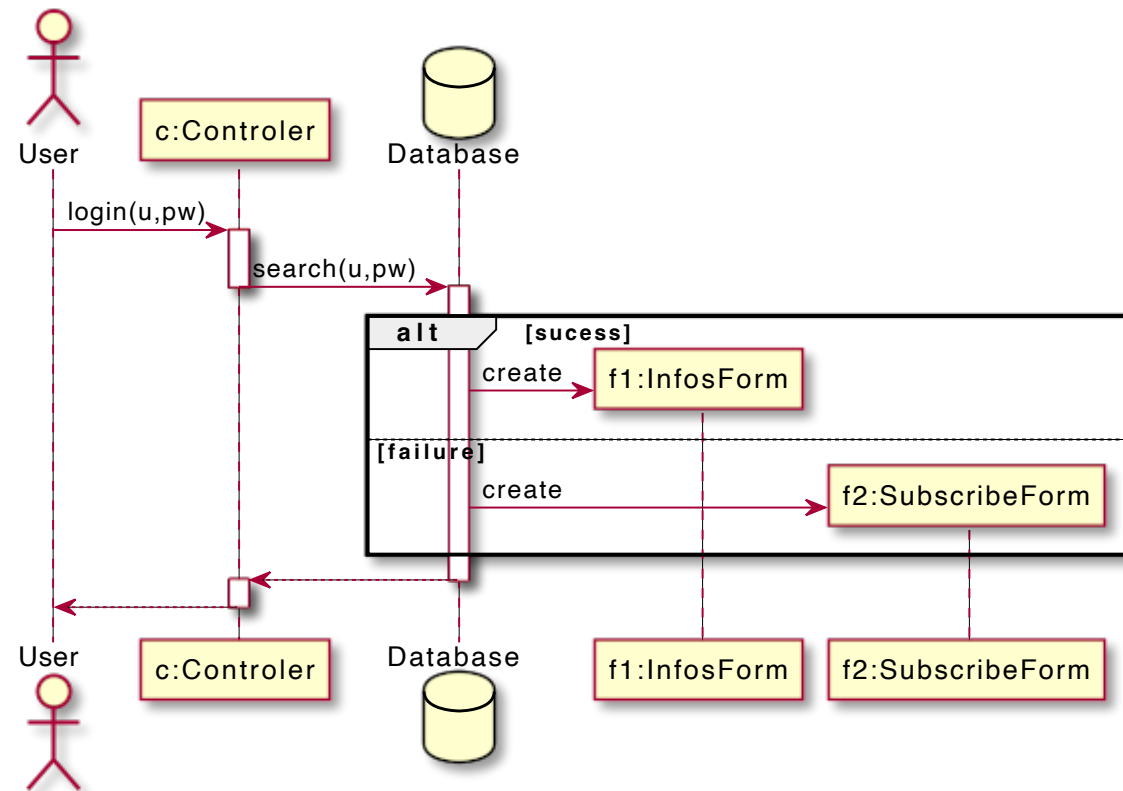 User
c:Controler
Database
login(u,pw)
search(u,pw)
alt [sucess]
create
f1:InfosForm
[failure]
create
f2:SubscribeForm
User
c:Controler
Database
f1:InfosForm
f2:SubscribeForm